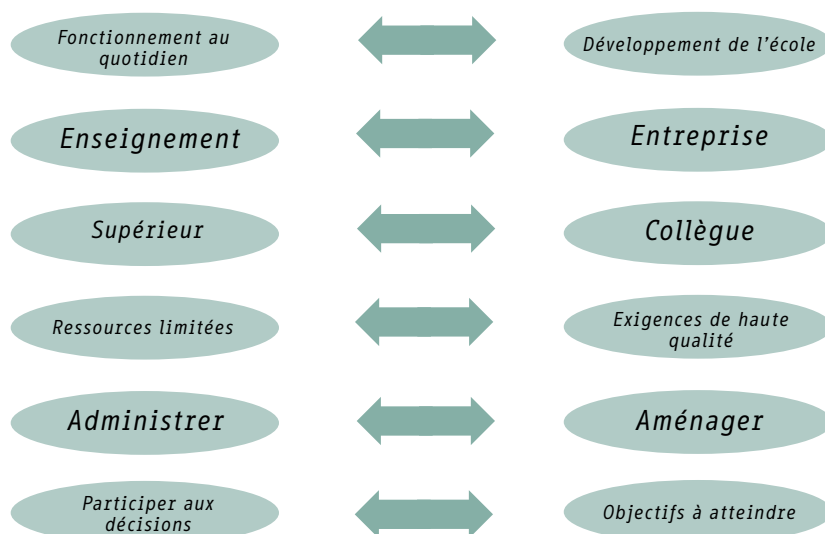 Fonctionnement au
quotidien
Développement de l'école
Enseignement
Entreprise
Supérieur
Collègue
Ressources limitées
Exigences de haute
qualité
Administrer
Aménager
Participer aux
décisions
Objectifs à atteindre